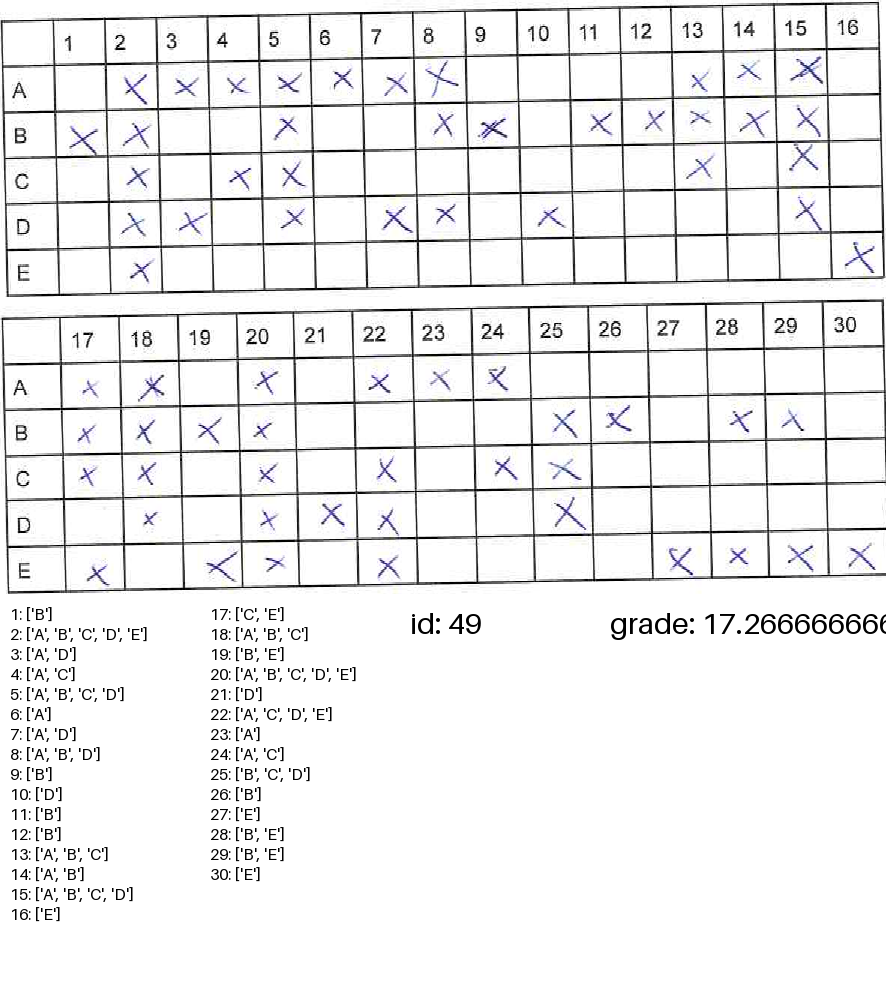 1 2 3 4 5 6 7 8 9 10 11 12 13 14 15 16
A X X X X X X X X X X
B X X X X X X X X X X
C X X X X X
D X X X X X X X
E X X
17 18 19 20 21 22 23 24 25 26 27 28 29 30
A X X X X X X
B X X X X X X X X
C X X X X X X
D X X X X X
E X X X X X X X X
1: ['B']
2: ['A', 'B', 'C', 'D', 'E']
3: ['A', 'D']
4: ['A', 'C']
5: ['A', 'B', 'C', 'D']
6: ['A']
7: ['A', 'D']
8: ['A', 'B', 'D']
9: ['B']
10: ['D']
11: ['B']
12: ['B']
13: ['A', 'B', 'C']
14: ['A', 'B']
15: ['A', 'B', 'C', 'D']
16: ['E']
17: ['C', 'E']
18: ['A', 'B', 'C']
19: ['B', 'E']
20: ['A', 'B', 'C', 'D', 'E']
21: ['D']
22: ['A', 'C', 'D', 'E']
23: ['A']
24: ['A', 'C']
25: ['B', 'C', 'D']
26: ['B']
27: ['E']
28: ['B', 'E']
29: ['B', 'E']
30: ['E']
id: 49
grade: 17.266666666